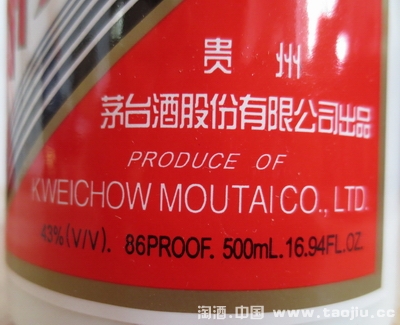 贵 州
茅台酒股份有限公司出品
PRODUCE OF
KWEICHOW MOUTAI CO., LTD.
43%(V/V). 86PROOF. 500mL. 16.94FL.OZ.
淘酒.中国 www.taojiu.cc